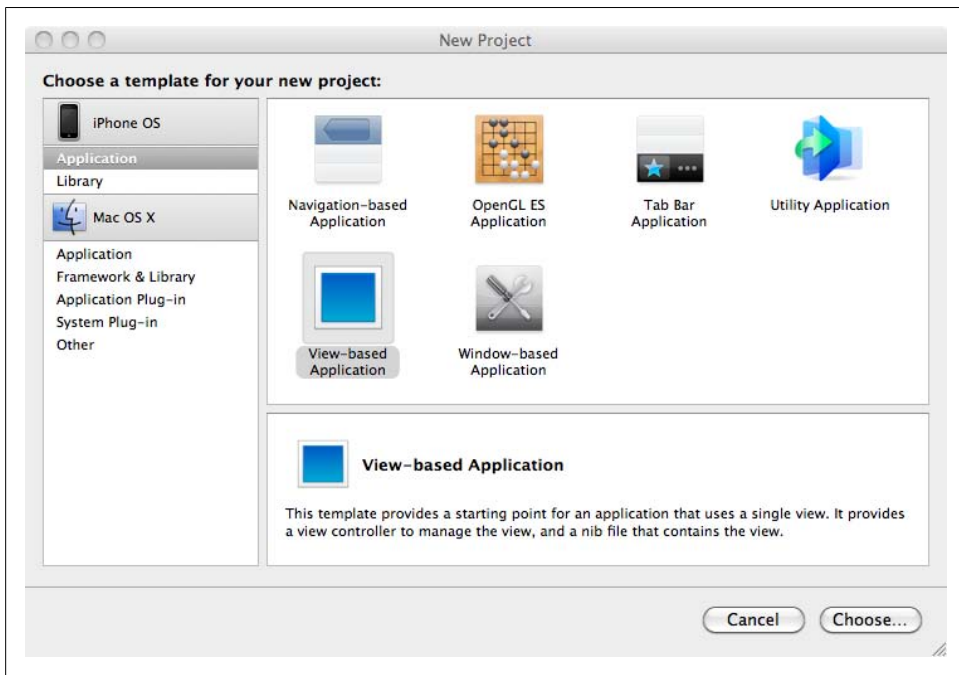 New Project
Choose a template for your new project:
iPhone OS
Application
Library
Mac OS X
Application
Framework & Library
Application Plug-in
System Plug-in
Other
Navigation-based
Application
OpenGL ES
Application
Tab Bar
Application
Utility Application
View-based
Application
Window-based
Application
View-based Application
This template provides a starting point for an application that uses a single view. It provides
a view controller to manage the view, and a nib file that contains the view.
Cancel
Choose...